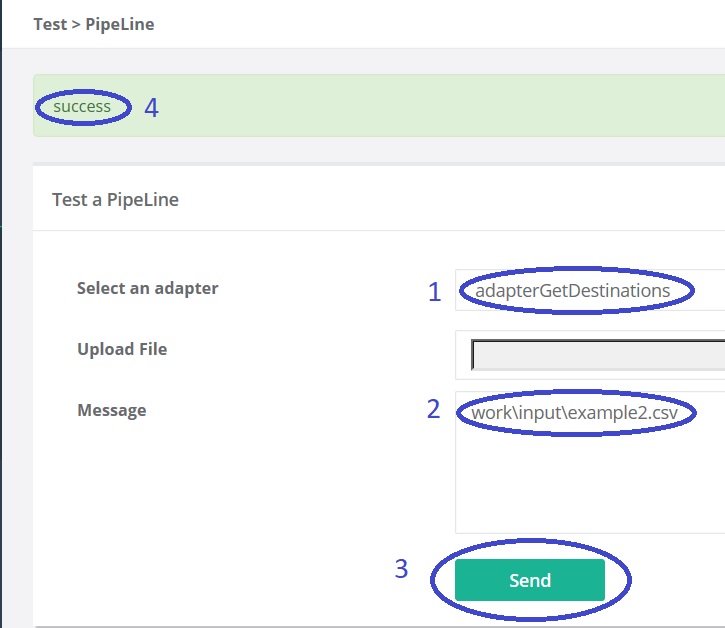 Test > PipeLine
success 4
Test a PipeLine
Select an adapter 1 adapterGetDestinations
Upload File
Message 2 work\input\example2.csv
3 Send